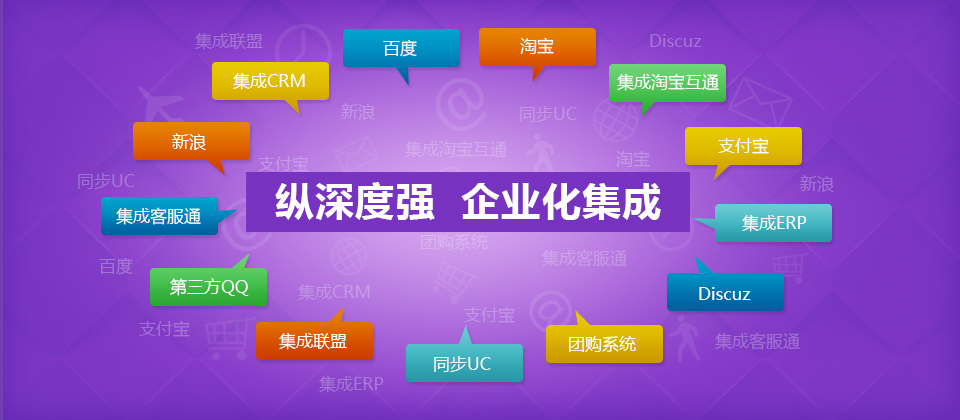 集成联盟
Discuz
百度
淘宝
集成CRM
集成淘宝互通
新浪
同步UC
新浪
支付宝
集成淘宝互通
支付宝
淘宝
同步UC
新浪
纵深度强 企业化集成
集成客服通
集成ERP
团购系统
集成客服通
百度
第三方QQ
集成CRM
Discuz
支付宝
支付宝
集成联盟
团购系统
集成客服通
同步UC
集成ERP